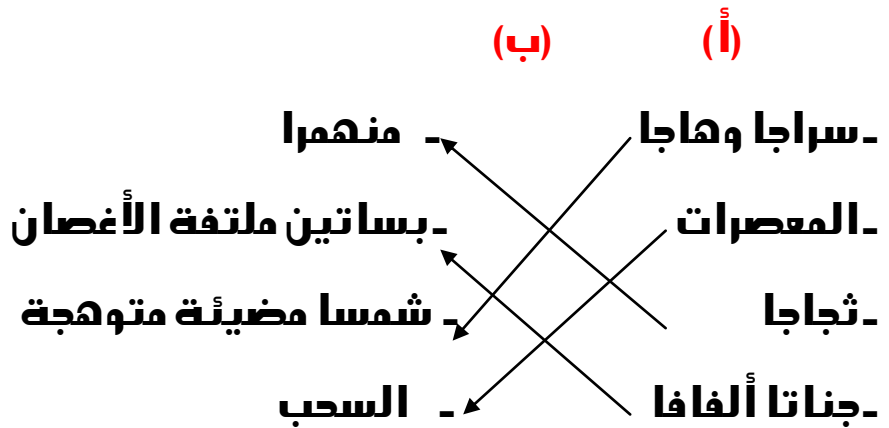 (أ) (ب)
ـ سراجا وهاجا ـ منهمرا
ـ المعصرات ـ بساتين ملتفة الأغصان
ـ ثجاجا ـ شمسا مضيئة متوهجة
ـ جناتا ألفافا ـ السحب